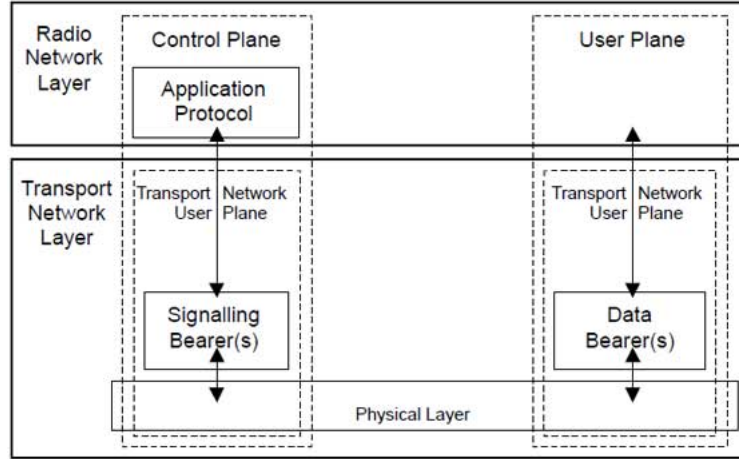 Radio
Network
Layer
Control Plane
User Plane
Application
Protocol
Transport
Network
Layer
Transport Network
User Plane
Transport Network
User Plane
Signalling
Bearer(s)
Data
Bearer(s)
Physical Layer